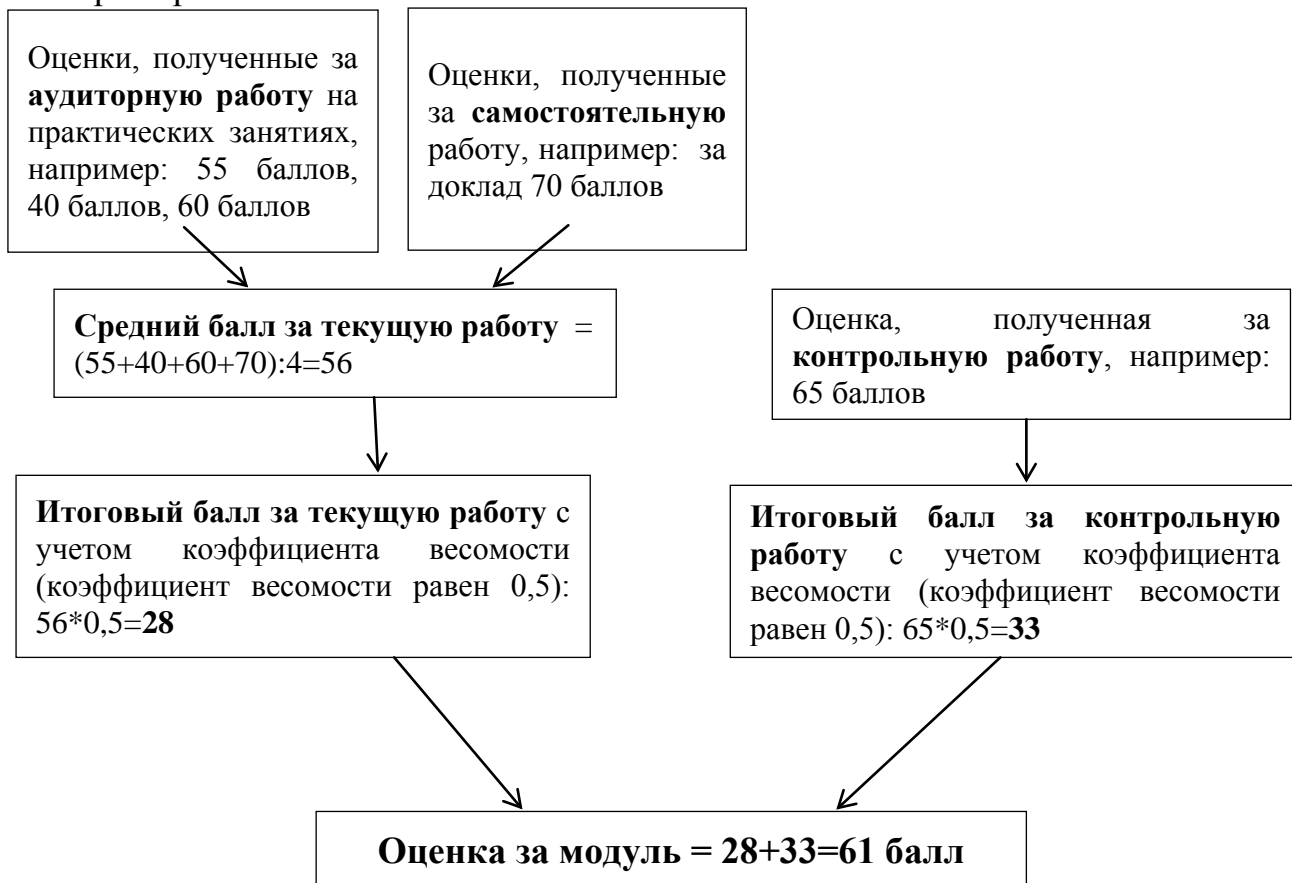 Оценки, полученные за
аудиторную работу на
практических занятиях,
например: 55 баллов,
40 баллов, 60 баллов
Оценки, полученные
за самостоятельную
работу, например: за
доклад 70 баллов
Средний балл за текущую работу =
(55+40+60+70):4=56
Оценка, полученная за
контрольную работу, например:
65 баллов
Итоговый балл за текущую работу с
учетом коэффициента весомости
(коэффициент весомости равен 0,5):
56*0,5=28
Итоговый балл за контрольную
работу с учетом коэффициента
весомости (коэффициент весомости
равен 0,5): 65*0,5=33
Оценка за модуль = 28+33=61 балл